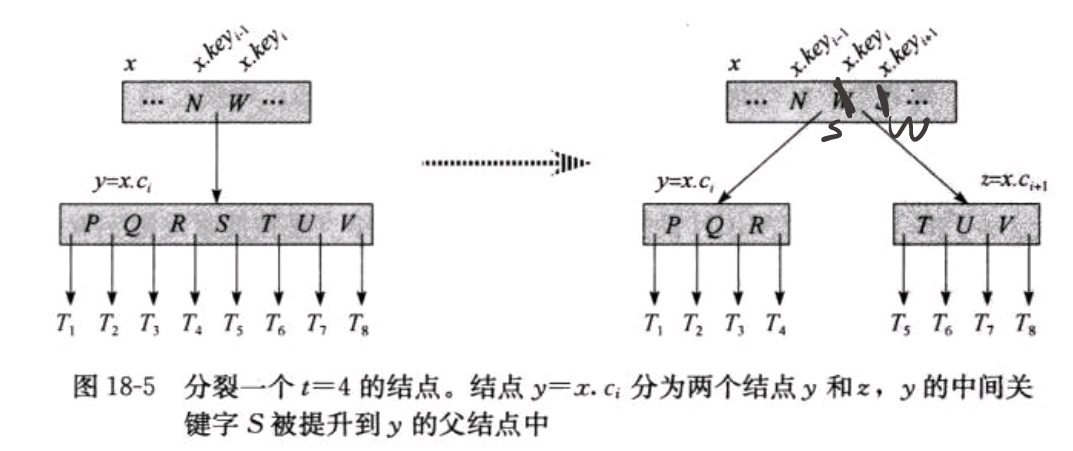 x x.key_{i-1} x.key_i x x.key_{i-1} x.key_i x.key_{i+1}
··· N W ··· ··· N W S ···
S W
y=x.c_i y=x.c_i z=x.c_{i+1}
P Q R S T U V P Q R T U V
T_1 T_2 T_3 T_4 T_5 T_6 T_7 T_8 T_1 T_2 T_3 T_4 T_5 T_6 T_7 T_8
图 18-5 分裂一个 t=4 的结点。结点 y=x.c_i 分为两个结点 y 和 z，y 的中间关
键字 S 被提升到 y 的父结点中